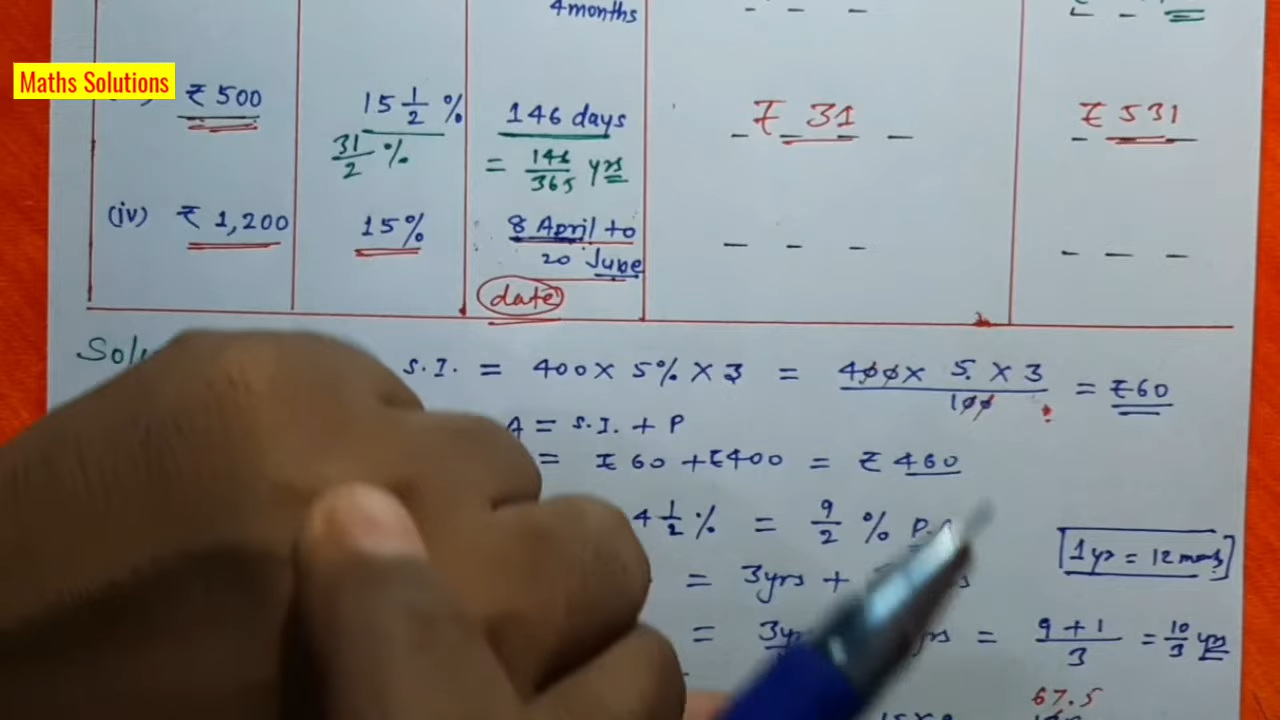 4months
Maths Solutions
₹ 500 15 1/2 % 146 days ₹ 31 ₹ 531
31/2 % = 146/365 yrs
(iv) ₹ 1,200 15% 8 April to
20 June
date
Solu
S.I. = 400 × 5% × 3 = 400 × 5 × 3 / 100 = ₹ 60
A = S.I. + P
= ₹ 60 + ₹ 400 = ₹ 460
4 1/2 % = 9/2 % P.
1 yr = 12 mons
= 3yrs +
= 3 = 9 + 1 / 3 = 10/3 yrs
67.5